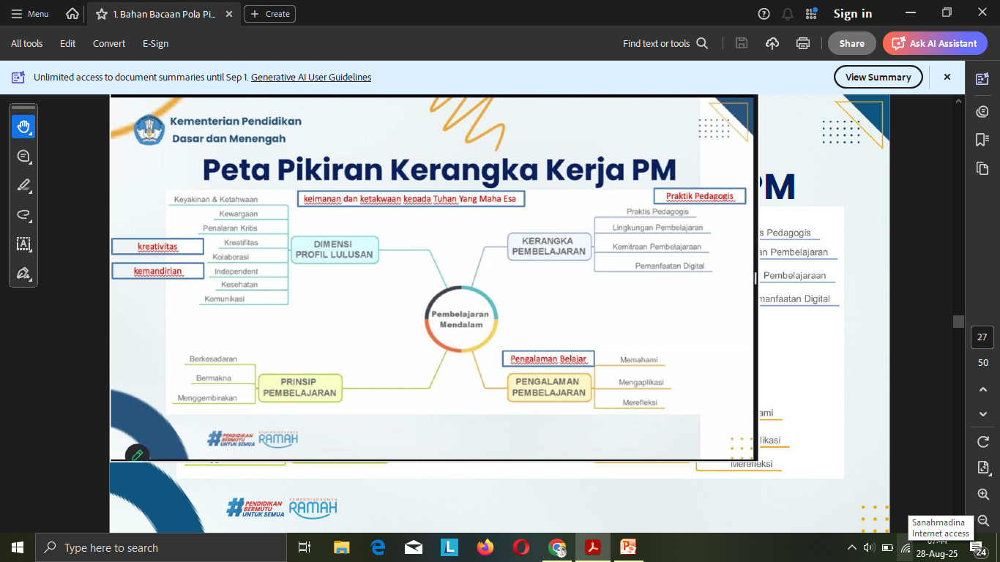 Menu
1. Bahan Bacaan Pola Pi...
Create
Sign in
All tools
Edit
Convert
E-Sign
Find text or tools
Share
Ask AI Assistant
Unlimited access to document summaries until Sep 1. Generative AI User Guidelines
View Summary
Kementerian Pendidikan
Dasar dan Menengah
Peta Pikiran Kerangka Kerja PM
PM
Keyakinan & Ketahwaan
keimanan dan ketakwaan kepada Tuhan Yang Maha Esa
Praktik Pedagogis
Kewargaan
Penalaran Kritis
kreativitas
Kreatifitas
Kolaborasi
kemandirian
Independent
Kesehatan
Komunikasi
DIMENSI
PROFIL LULUSAN
KERANGKA
PEMBELAJARAN
Praktis Pedagogis
Lingkungan Pembelajaran
Kemitraan Pembelajaraan
Pemanfaatan Digital
s Pedagogis
an Pembelajaran
Pembelajaraan
manfaatan Digital
Pembelajaran
Mendalam
Berkesadaran
Bermakna
Menggembirakan
PRINSIP
PEMBELAJARAN
Pengalaman Belajar
PENGALAMAN
PEMBELAJARAN
Memahami
Mengaplikasi
Merefleksi
ami
likasi
Merefleksi
#PENDIDIKAN
BERMUTU
UNTUK SEMUA
KEMENDIKDASMEN
RAMAH
#PENDIDIKAN
BERMUTU
UNTUK SEMUA
KEMENDIKDASMEN
RAMAH
27
50
Sanahmadina
Internet access
Type here to search
07:44
28-Aug-25
24